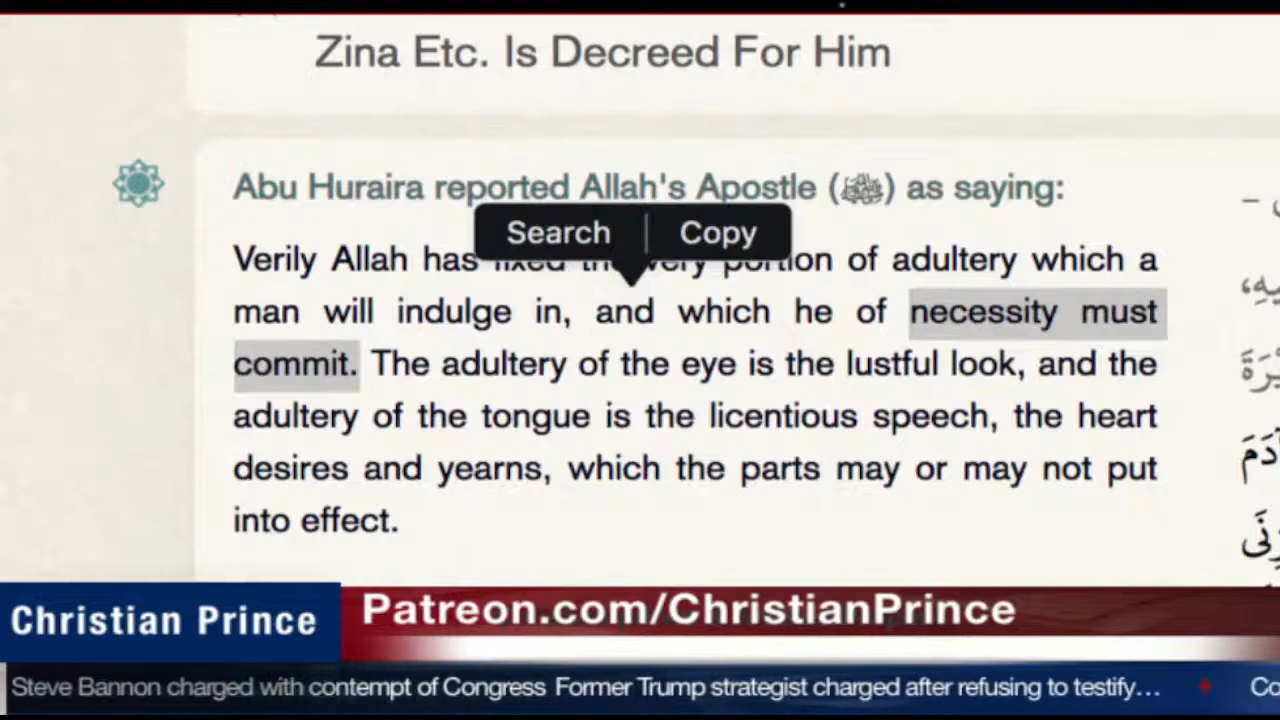 Zina Etc. Is Decreed For Him
Abu Huraira reported Allah's Apostle (ﷺ) as saying:
Search Copy
Verily Allah has fixed the very portion of adultery which a
man will indulge in, and which he of necessity must
commit. The adultery of the eye is the lustful look, and the
adultery of the tongue is the licentious speech, the heart
desires and yearns, which the parts may or may not put
into effect.
Christian Prince
Patreon.com/ChristianPrince
Steve Bannon charged with contempt of Congress Former Trump strategist charged after refusing to testify…